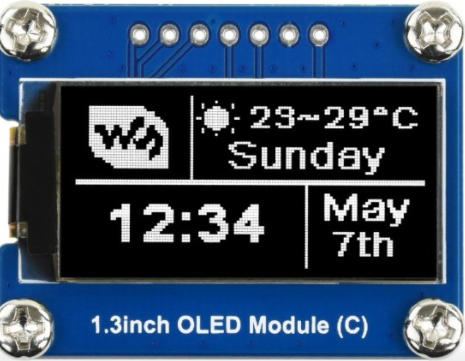 23~29°C
Sunday
12:34
May
7th
1.3inch OLED Module (C)